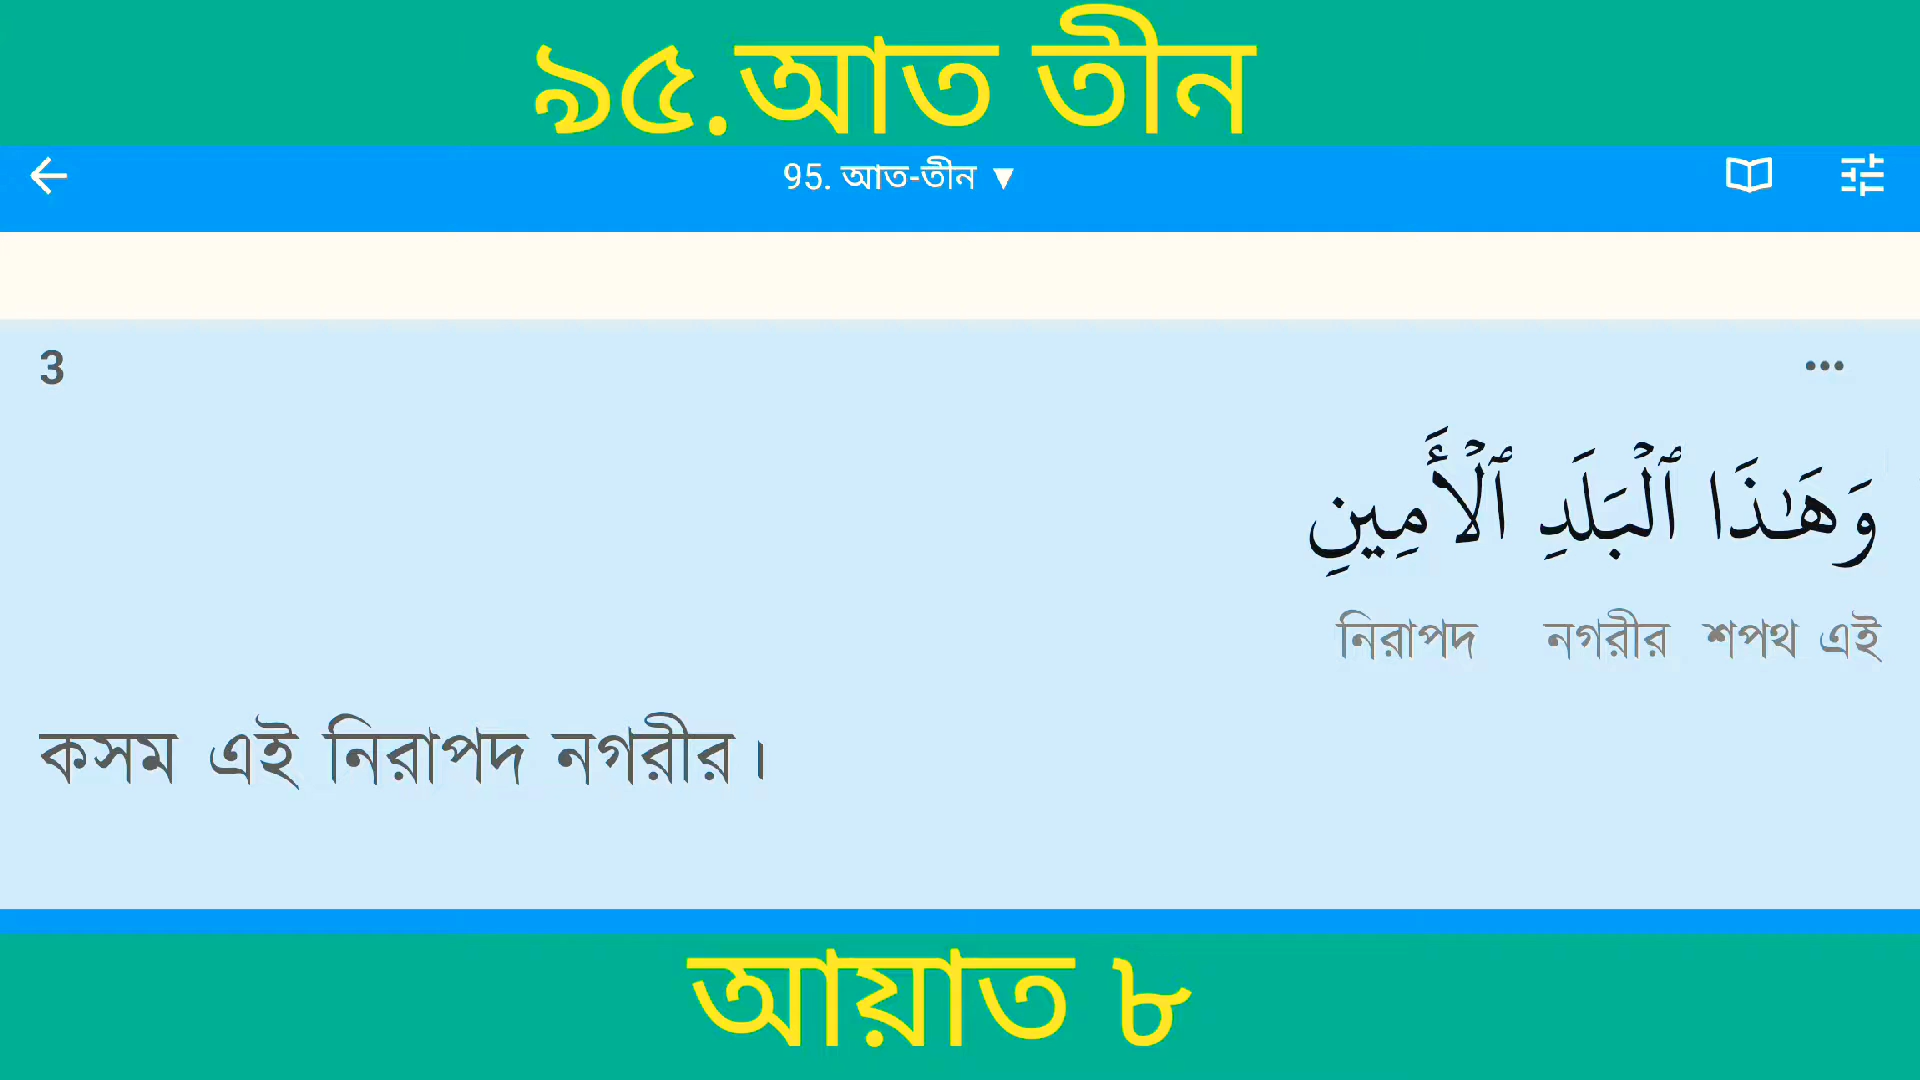 ৯৫.আত তীন
95. আত-তীন ▼
3
وَهَـٰذَا ٱلْبَلَدِ ٱلْأَمِينِ
নিরাপদ নগরীর শপথ এই
কসম এই নিরাপদ নগরীর।
আয়াত ৮